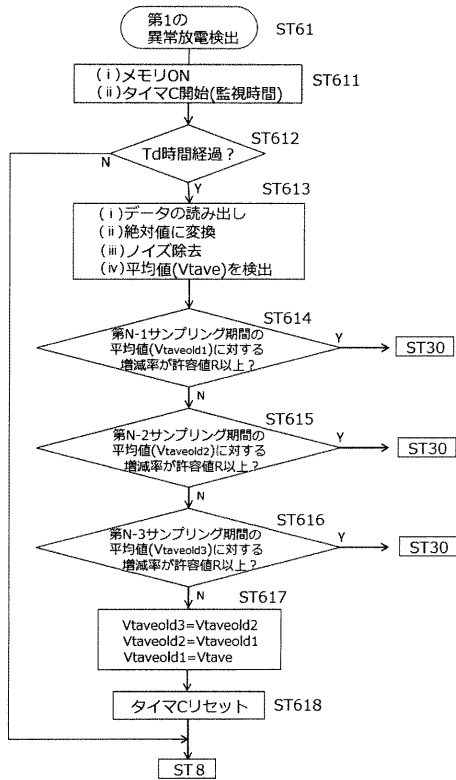 第1の
異常放電検出
ST61
(ⅰ)メモリON
(ⅱ)タイマC開始(監視時間)
ST611
ST612
Td時間経過？
N
Y
ST613
(ⅰ)データの読み出し
(ⅱ)絶対値に変換
(ⅲ)ノイズ除去
(ⅳ)平均値(Vtave)を検出
ST614
第N-1サンプリング期間の
平均値(Vtaveold1)に対する
増減率が許容値R以上？
Y
ST30
N
ST615
第N-2サンプリング期間の
平均値(Vtaveold2)に対する
増減率が許容値R以上？
Y
ST30
N
ST616
第N-3サンプリング期間の
平均値(Vtaveold3)に対する
増減率が許容値R以上？
Y
ST30
N
ST617
Vtaveold3=Vtaveold2
Vtaveold2=Vtaveold1
Vtaveold1=Vtave
タイマCリセット
ST618
ST8